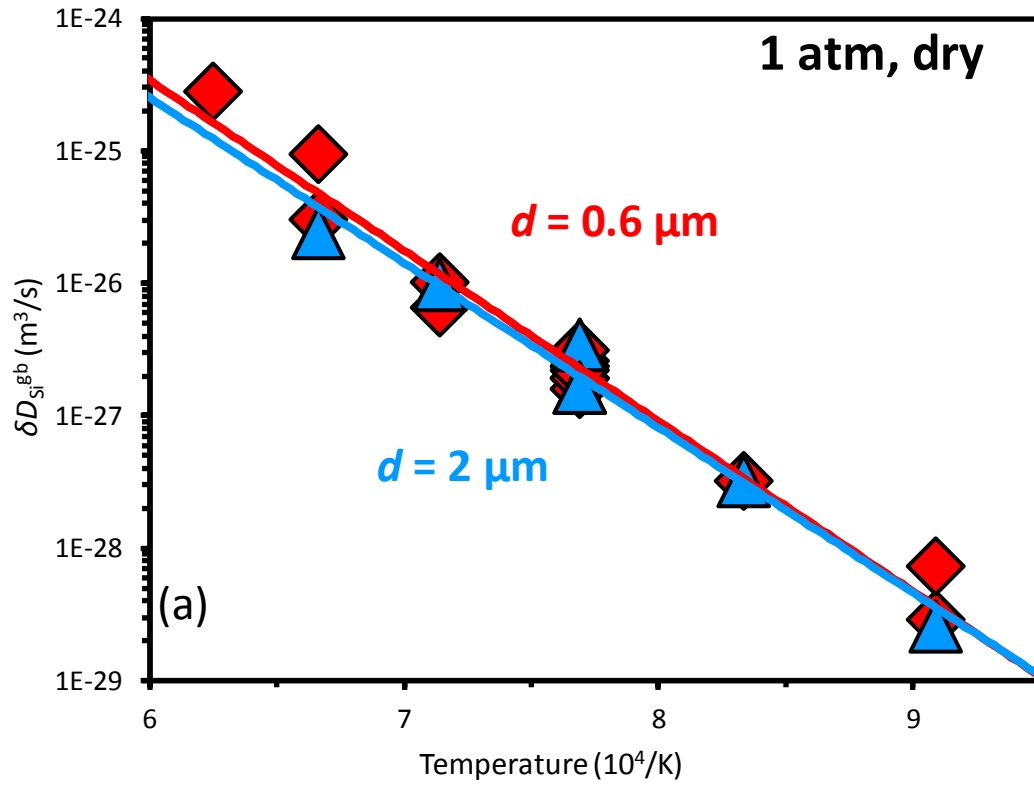 1E-24
1 atm, dry
1E-25
d = 0.6 µm
1E-26
δD_Si^gb (m³/s)
1E-27
d = 2 µm
1E-28
(a)
1E-29
6 7 8 9
Temperature (10⁴/K)